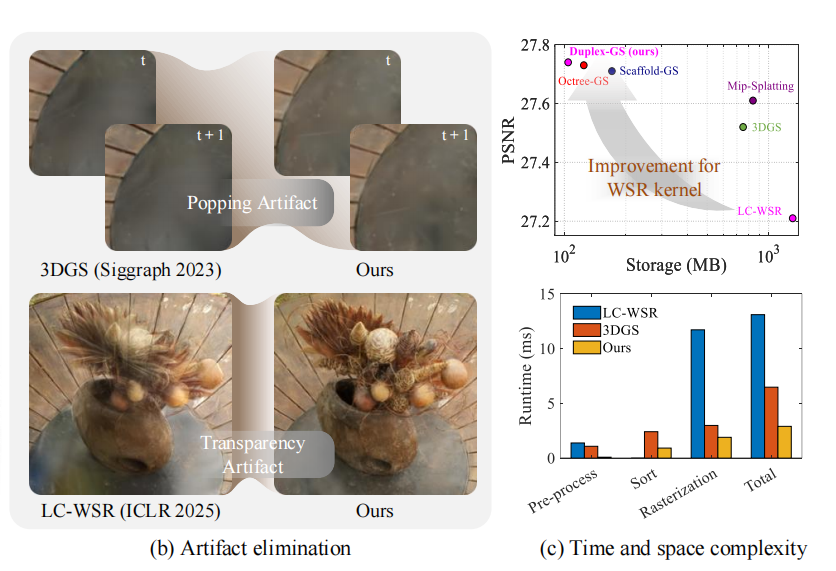 t
t + 1
t
t + 1
Popping Artifact
3DGS (Siggraph 2023)
Ours
Transparency
Artifact
LC-WSR (ICLR 2025)
Ours
(b) Artifact elimination
27.8
27.6
27.4
27.2
PSNR
Duplex-GS (ours)
Octree-GS
Scaffold-GS
Mip-Splatting
3DGS
Improvement for
WSR kernel
LC-WSR
10²
10³
Storage (MB)
15
10
5
0
Runtime (ms)
LC-WSR
3DGS
Ours
Pre-process
Sort
Rasterization
Total
(c) Time and space complexity